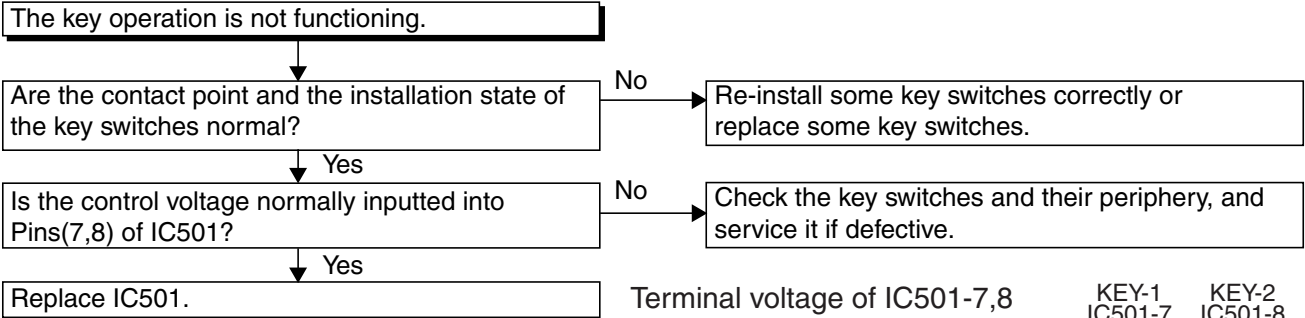 The key operation is not functioning.
Are the contact point and the installation state of
the key switches normal?
No
Re-install some key switches correctly or
replace some key switches.
Yes
Is the control voltage normally inputted into
Pins(7,8) of IC501?
No
Check the key switches and their periphery, and
service it if defective.
Yes
Replace IC501.
Terminal voltage of IC501-7,8
KEY-1
IC501-7
KEY-2
IC501-8